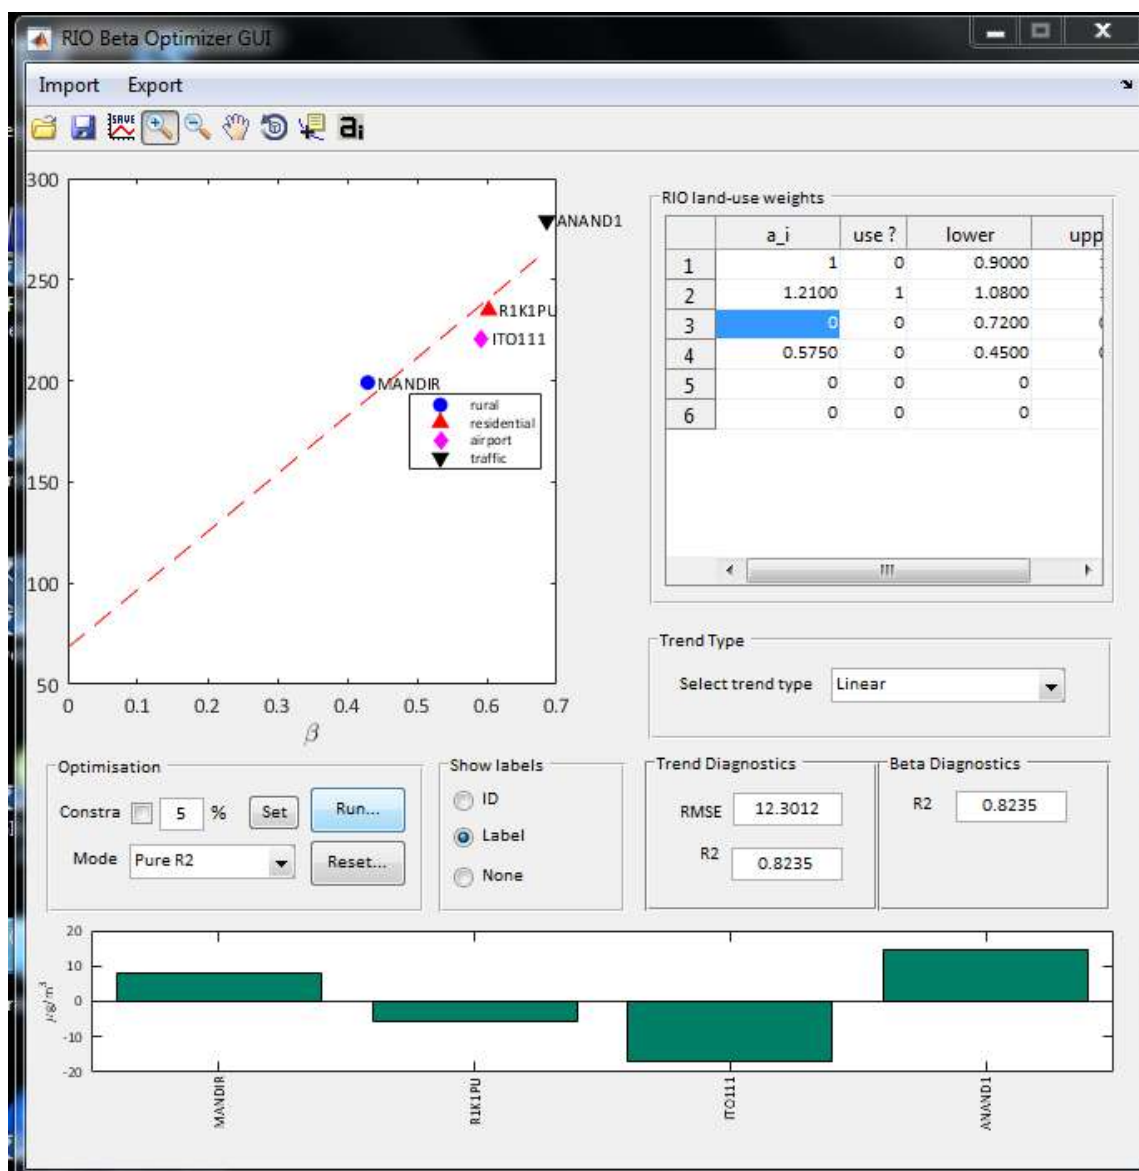 RIO Beta Optimizer GUI
Import Export
SAVE
ai
300
250
200
150
100
50
0 0.1 0.2 0.3 0.4 0.5 0.6 0.7
β
ANAND1
R1K1PU
ITO111
MANDIR
rural
residential
airport
traffic
RIO land-use weights
a_i use ? lower upp
1 1 0 0.9000
2 1.2100 1 1.0800
3 0 0 0.7200
4 0.5750 0 0.4500
5 0 0 0
6 0 0 0
Trend Type
Select trend type Linear
Optimisation
Constra 5 % Set Run...
Mode Pure R2 Reset...
Show labels
ID
Label
None
Trend Diagnostics
RMSE 12.3012
R2 0.8235
Beta Diagnostics
R2 0.8235
20
10
0
-10
-20
μg/m³
MANDIR
R1K1PU
ITO111
ANAND1